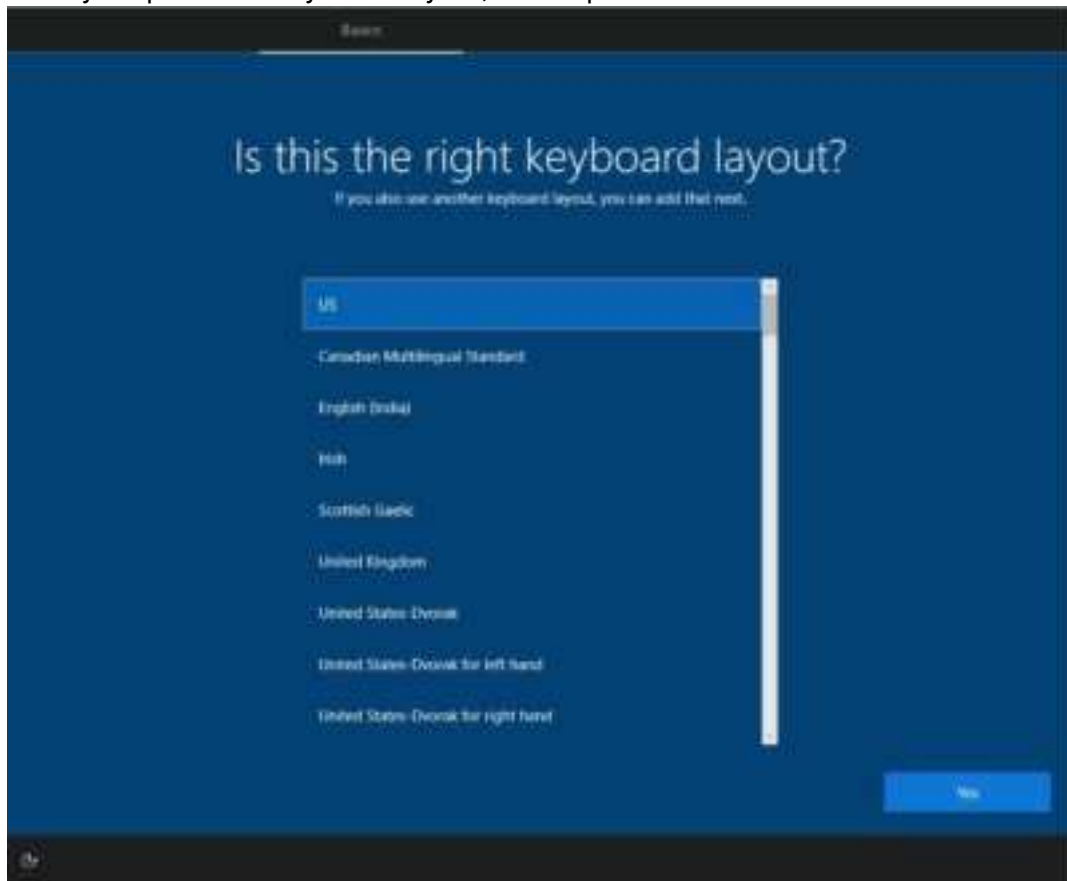 Basics
Is this the right keyboard layout?
If you also use another keyboard layout, you can add that next.
US
Canadian Multilingual Standard
English (India)
Irish
Scottish Gaelic
United Kingdom
United States-Dvorak
United States-Dvorak for left hand
United States-Dvorak for right hand
Yes